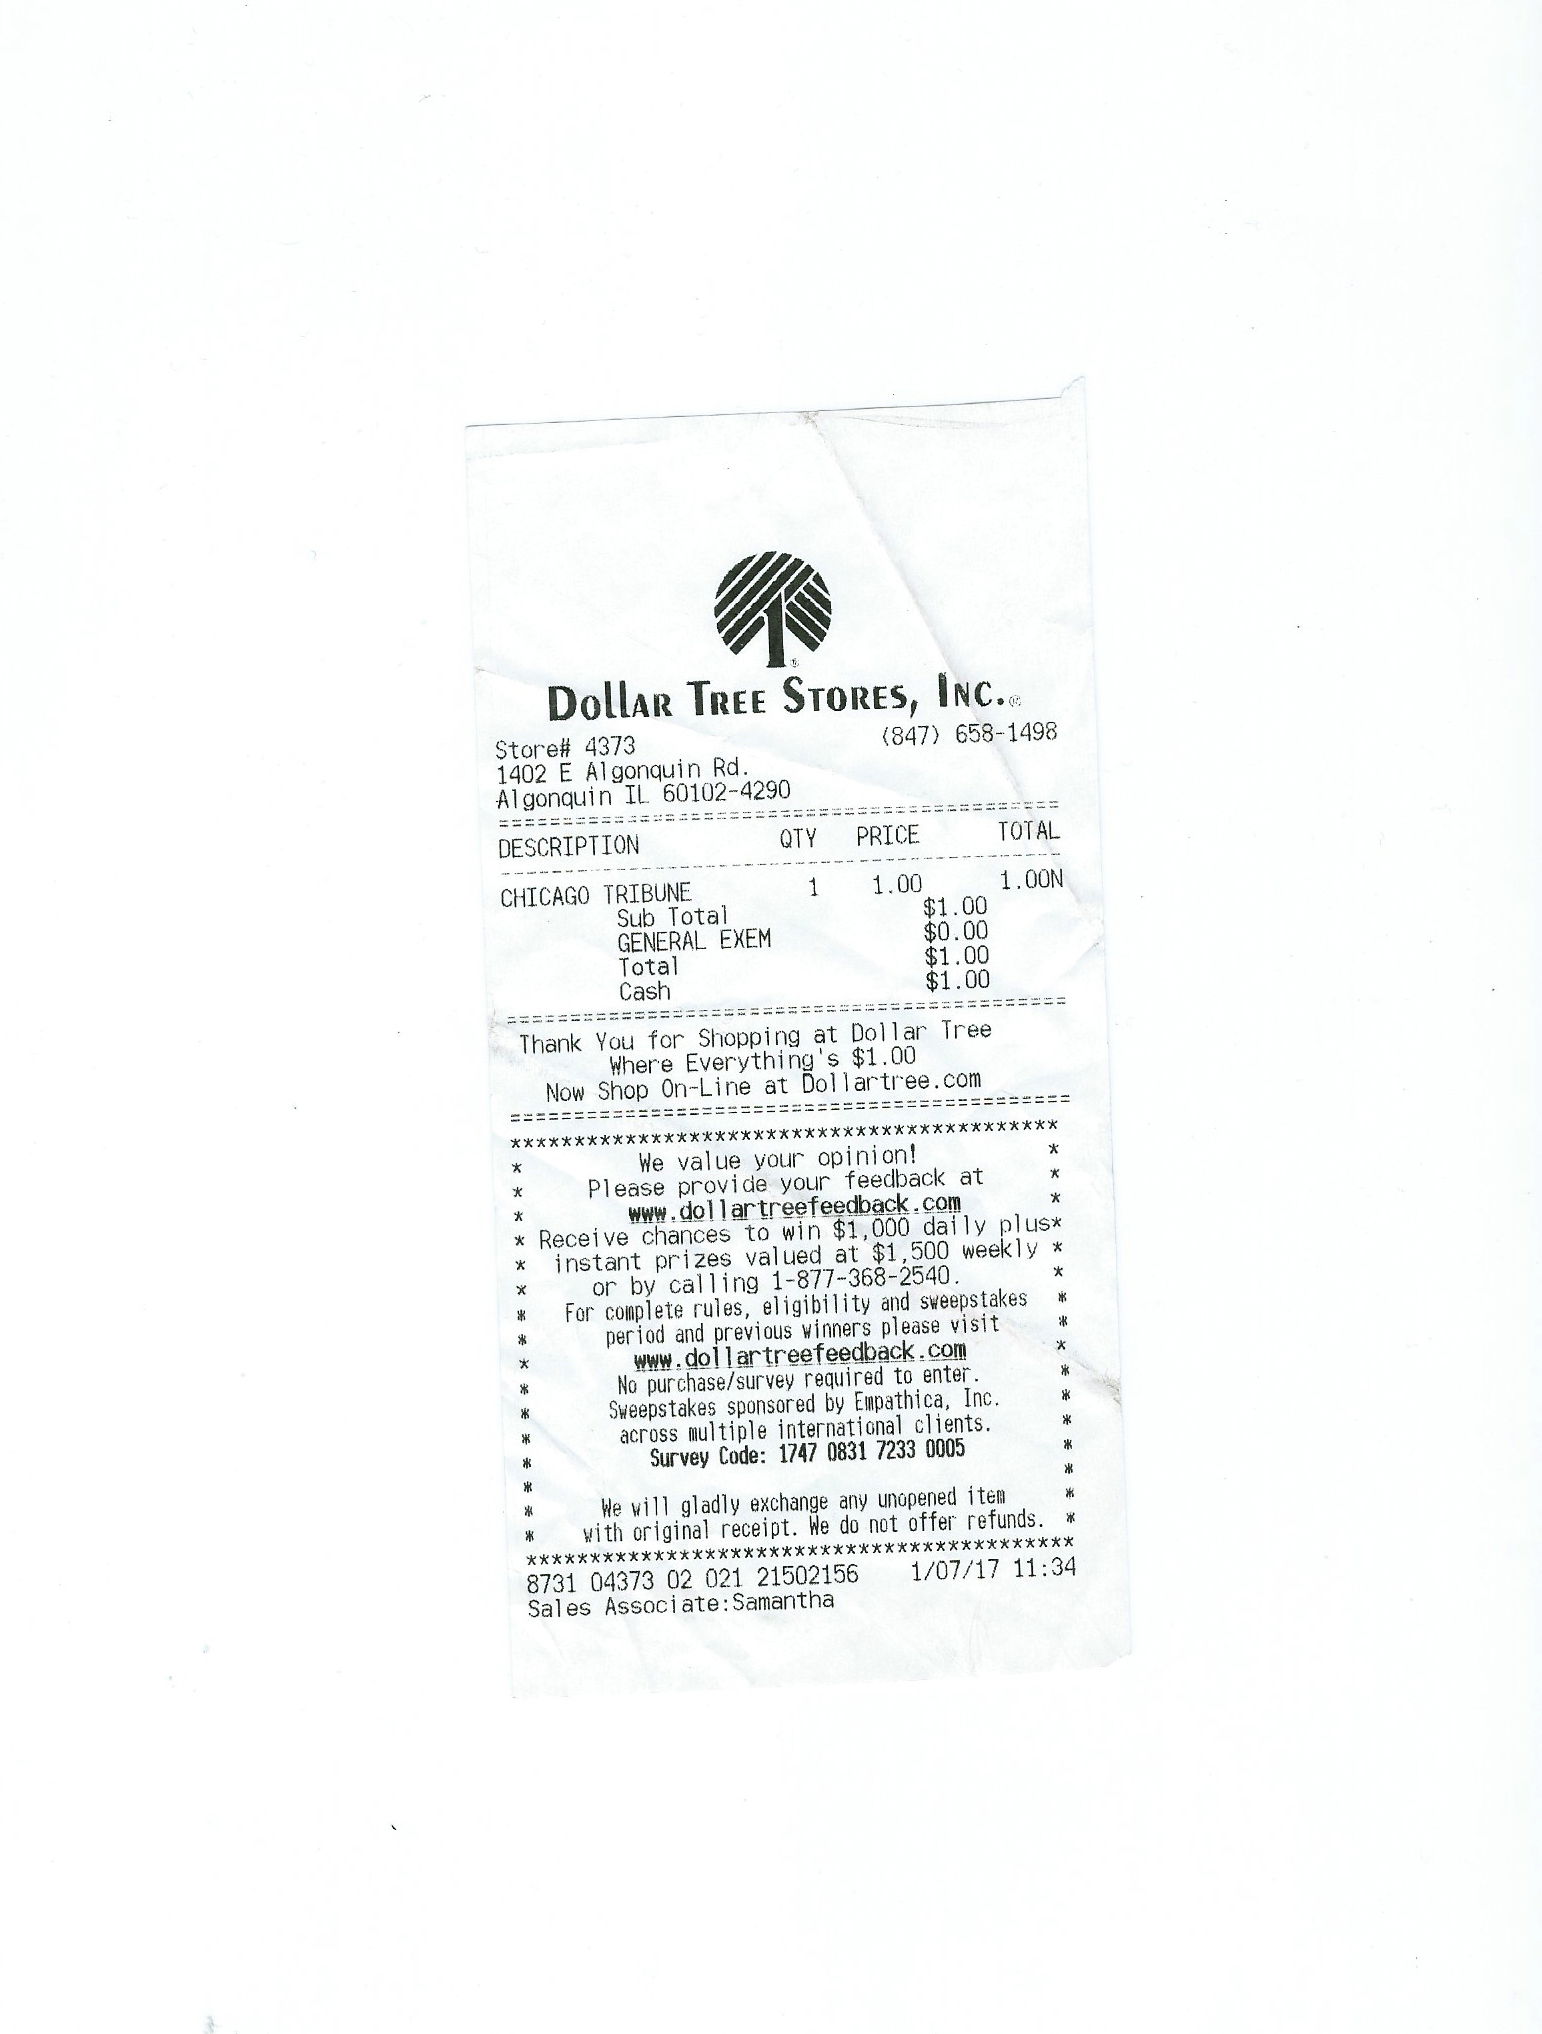 Dollar Tree Stores, Inc.®
Store# 4373 (847) 658-1498
1402 E Algonquin Rd.
Algonquin IL 60102-4290
==========================================
DESCRIPTION QTY PRICE TOTAL
------------------------------------------
CHICAGO TRIBUNE 1 1.00 1.00N
Sub Total $1.00
GENERAL EXEM $0.00
Total $1.00
Cash $1.00
==========================================
Thank You for Shopping at Dollar Tree
Where Everything's $1.00
Now Shop On-Line at Dollartree.com
==========================================
*******************************************
* We value your opinion! *
* Please provide your feedback at *
* www.dollartreefeedback.com *
* Receive chances to win $1,000 daily plus*
* instant prizes valued at $1,500 weekly *
* or by calling 1-877-368-2540. *
* For complete rules, eligibility and sweepstakes *
* period and previous winners please visit *
* www.dollartreefeedback.com *
* No purchase/survey required to enter. *
* Sweepstakes sponsored by Empathica, Inc. *
* across multiple international clients. *
* Survey Code: 1747 0831 7233 0005 *
* *
* We will gladly exchange any unopened item *
* with original receipt. We do not offer refunds. *
*******************************************
8731 04373 02 021 21502156 1/07/17 11:34
Sales Associate:Samantha